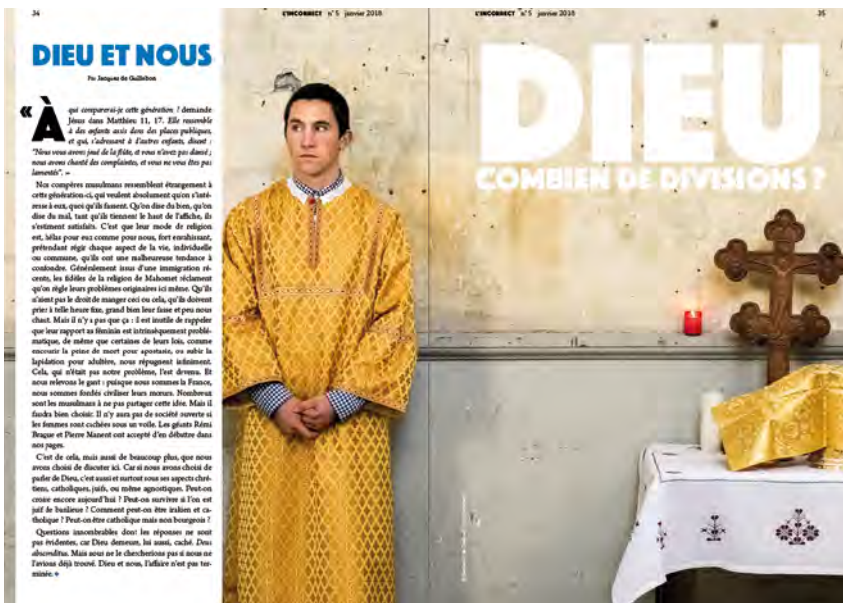 34
L'INCORRECT n°5 janvier 2018
DIEU ET NOUS
Par Jacques de Guillebon
« À qui comparerai-je cette génération ? demande
Jésus dans Matthieu 11, 17. Elle ressemble
à des enfants assis dans des places publiques,
et qui, s'adressant à d'autres enfants, disent :
"Nous vous avons joué de la flûte, et vous n'avez pas dansé ;
nous avons chanté des complaintes, et vous ne vous êtes pas
lamentés". »
Nos compères musulmans ressemblent étrangement à
cette génération-ci, qui veulent absolument qu'on s'inté-
resse à eux, quoi qu'ils fassent. Qu'on dise du bien, qu'on
dise du mal, tant qu'ils tiennent le haut de l'affiche, ils
s'estiment satisfaits. C'est que leur mode de religion
est, hélas pour eux comme pour nous, fort envahissant,
prétendant régir chaque aspect de la vie, individuelle
ou commune, qu'ils ont une malheureuse tendance à
confondre. Généralement issus d'une immigration ré-
cente, les fidèles de la religion de Mahomet réclament
qu'on règle leurs problèmes originaires ici même. Qu'ils
n'aient pas le droit de manger ceci ou cela, qu'ils doivent
prier à telle heure fixe, grand bien leur fasse et peu nous
chaut. Mais il n'y a pas que ça : il est inutile de rappeler
que leur rapport au féminin est intrinsèquement problé-
matique, de même que certaines de leurs lois, comme
encourir la peine de mort pour apostasie, ou subir la
lapidation pour adultère, nous répugnent infiniment.
Cela, qui n'était pas notre problème, l'est devenu. Et
nous relevons le gant : puisque nous sommes la France,
nous sommes fondés civiliser leurs mœurs. Nombreux
sont les musulmans à ne pas partager cette idée. Mais il
faudra bien choisir. Il n'y aura pas de société ouverte si
les femmes sont cachées sous un voile. Les géants Rémi
Brague et Pierre Manent ont accepté d'en débattre dans
nos pages.
C'est de cela, mais aussi de beaucoup plus, que nous
avons choisi de discuter ici. Car si nous avons choisi de
parler de Dieu, c'est aussi et surtout sous ses aspects chré-
tiens, catholiques, juifs, ou même agnostiques. Peut-on
croire encore aujourd'hui ? Peut-on survivre si l'on est
juif de banlieue ? Comment peut-on être irakien et ca-
tholique ? Peut-on être catholique mais non bourgeois ?
Questions innombrables dont les réponses ne sont
pas évidentes, car Dieu demeure, lui aussi, caché. Deus
absconditus. Mais nous ne le chercherions pas si nous ne
l'avions déjà trouvé. Dieu et nous, l'affaire n'est pas ter-
minée.
L'INCORRECT n°5 janvier 2018
35
DIEU
COMBIEN DE DIVISIONS ?